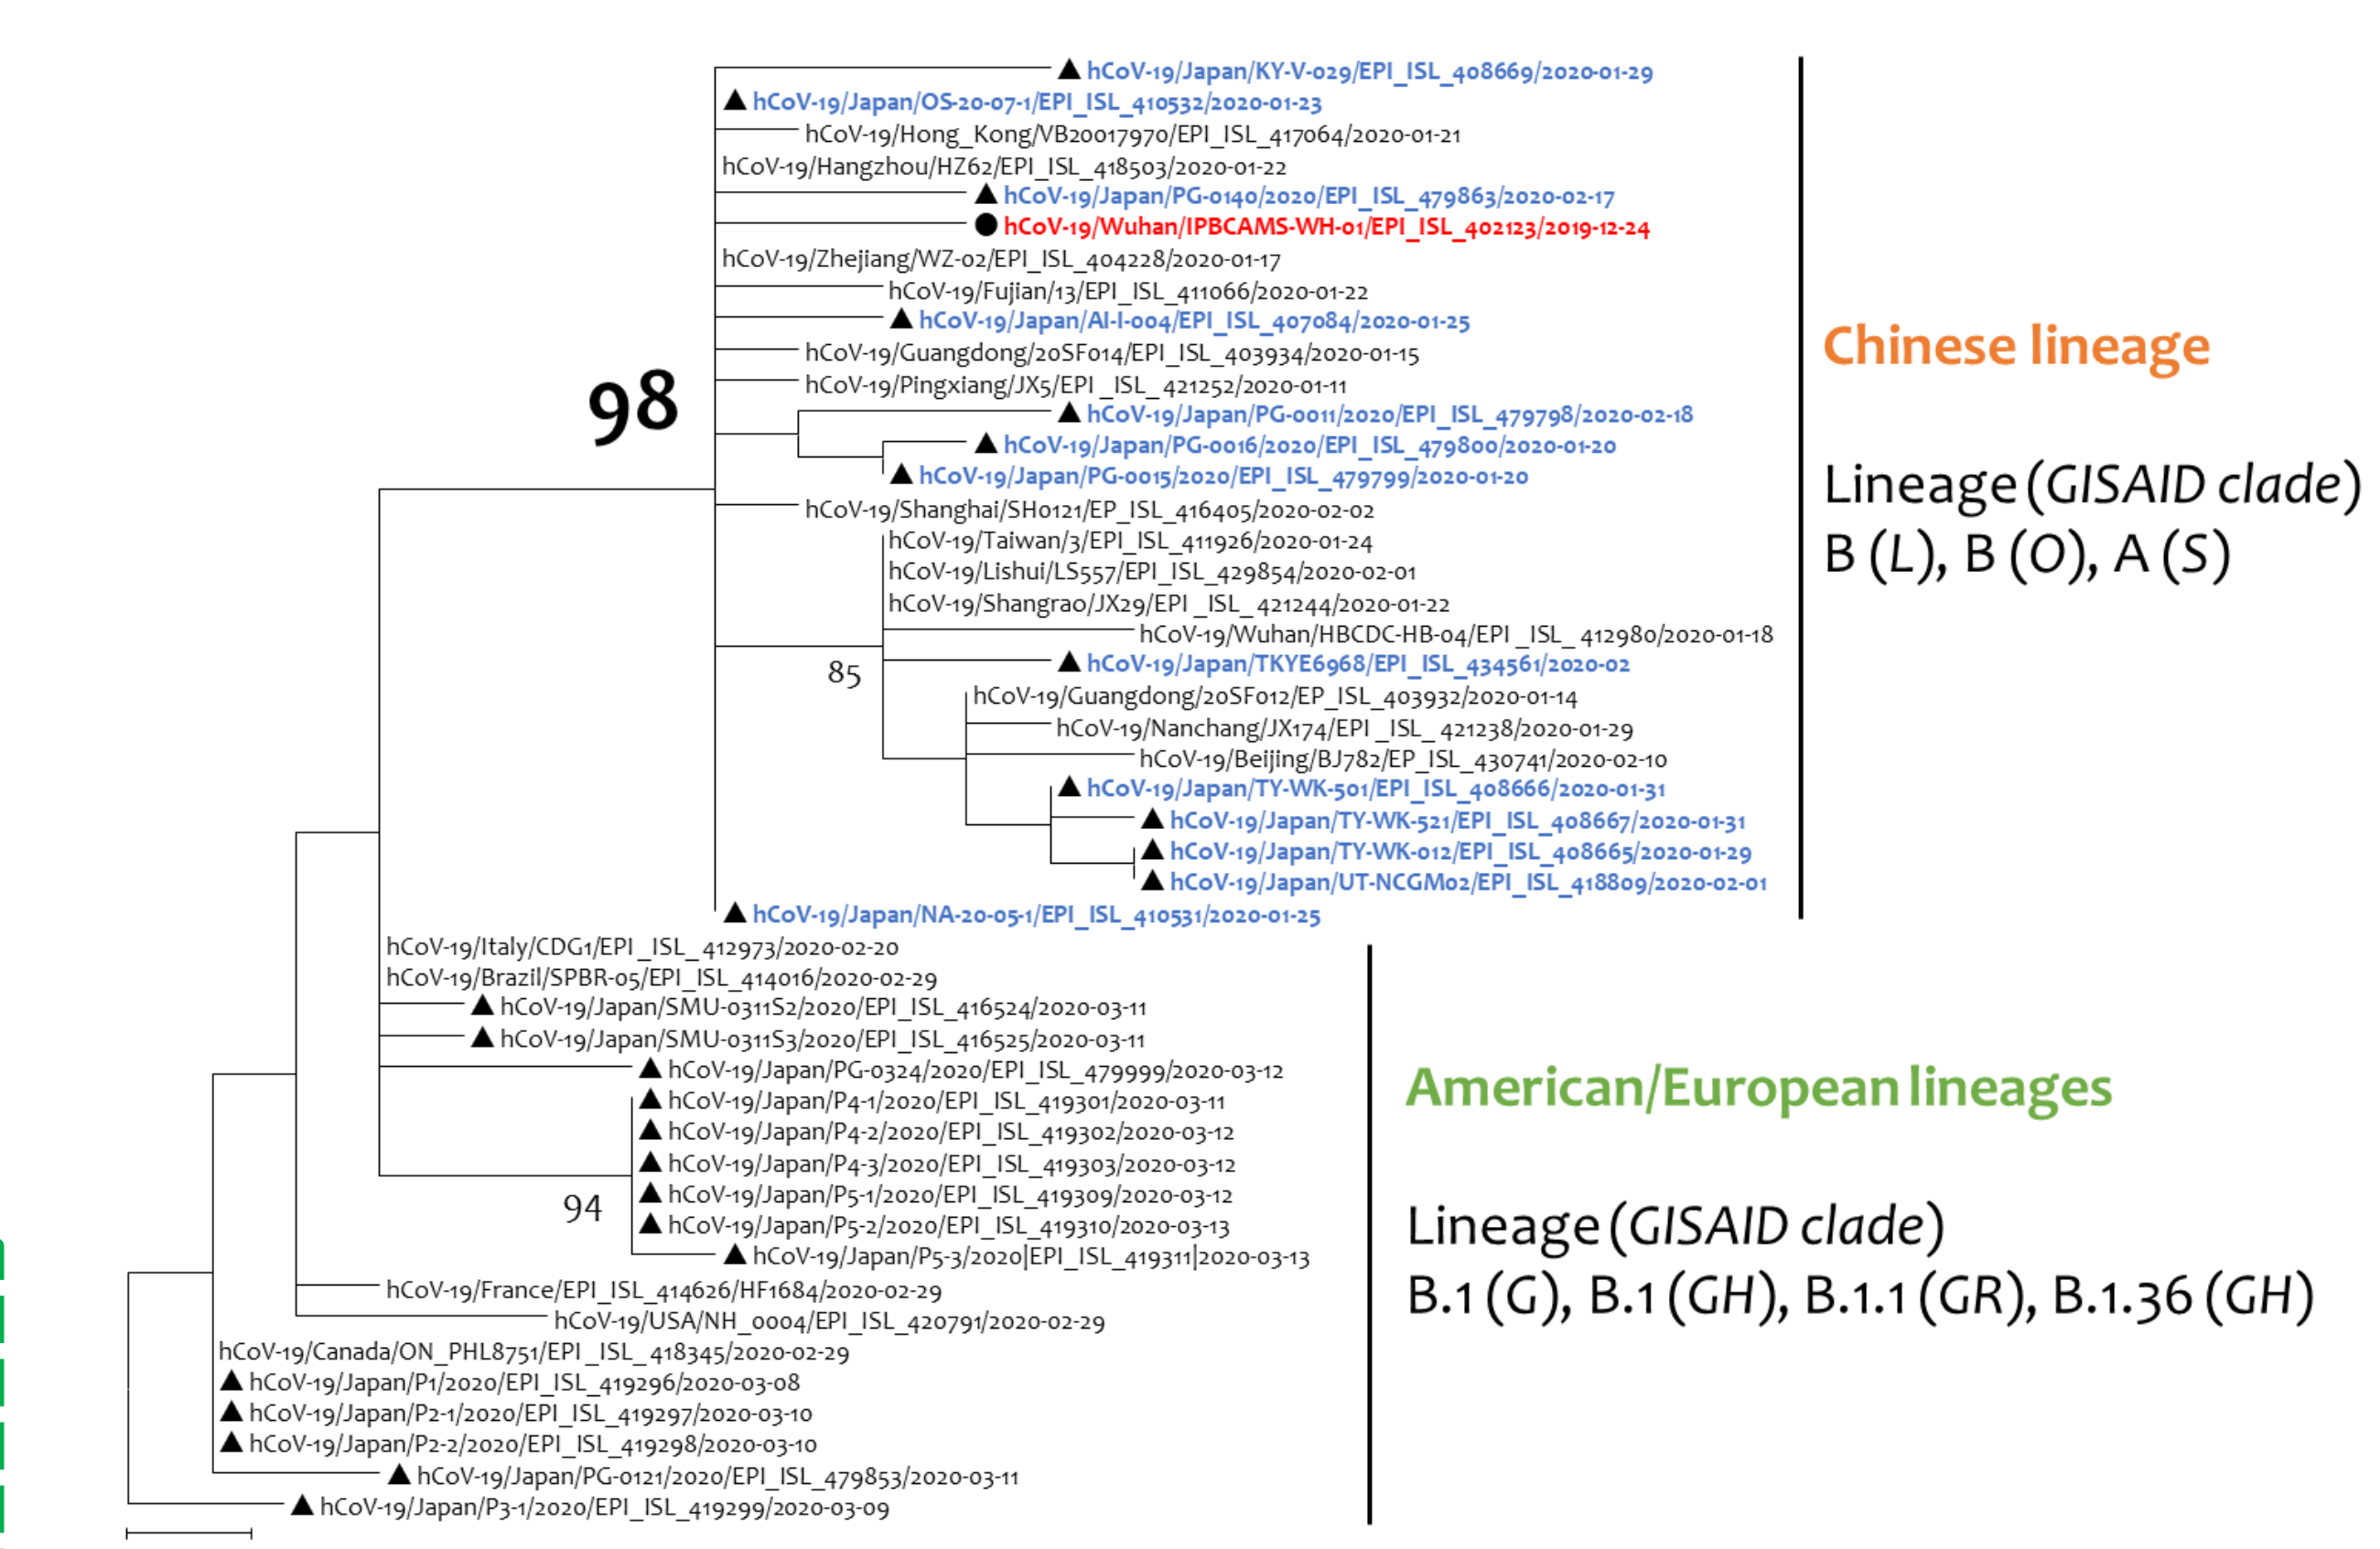 hCoV-19/Japan/KY-V-029/EPI_ISL_408669/2020-01-29
hCoV-19/Japan/OS-20-07-1/EPI_ISL_410532/2020-01-23
hCoV-19/Hong_Kong/VB20017970/EPI_ISL_417064/2020-01-21
hCoV-19/Hangzhou/HZ62/EPI_ISL_418503/2020-01-22
hCoV-19/Japan/PG-0140/2020/EPI_ISL_479863/2020-02-17
hCoV-19/Wuhan/IPBCAMS-WH-01/EPI_ISL_402123/2019-12-24
hCoV-19/Zhejiang/WZ-02/EPI_ISL_404228/2020-01-17
hCoV-19/Fujian/13/EPI_ISL_411066/2020-01-22
hCoV-19/Japan/AI-I-004/EPI_ISL_407084/2020-01-25
hCoV-19/Guangdong/20SF014/EPI_ISL_403934/2020-01-15
hCoV-19/Pingxiang/JX5/EPI_ISL_421252/2020-01-11
98
hCoV-19/Japan/PG-0011/2020/EPI_ISL_479798/2020-02-18
hCoV-19/Japan/PG-0016/2020/EPI_ISL_479800/2020-01-20
hCoV-19/Japan/PG-0015/2020/EPI_ISL_479799/2020-01-20
hCoV-19/Shanghai/SH0121/EP_ISL_416405/2020-02-02
hCoV-19/Taiwan/3/EPI_ISL_411926/2020-01-24
hCoV-19/Lishui/LS557/EPI_ISL_429854/2020-02-01
hCoV-19/Shangrao/JX29/EPI_ISL_421244/2020-01-22
hCoV-19/Wuhan/HBCDC-HB-04/EPI_ISL_412980/2020-01-18
hCoV-19/Japan/TKYE6968/EPI_ISL_434561/2020-02
85
hCoV-19/Guangdong/20SF012/EP_ISL_403932/2020-01-14
hCoV-19/Nanchang/JX174/EPI_ISL_421238/2020-01-29
hCoV-19/Beijing/BJ782/EP_ISL_430741/2020-02-10
hCoV-19/Japan/TY-WK-501/EPI_ISL_408666/2020-01-31
hCoV-19/Japan/TY-WK-521/EPI_ISL_408667/2020-01-31
hCoV-19/Japan/TY-WK-012/EPI_ISL_408665/2020-01-29
hCoV-19/Japan/UT-NCGM02/EPI_ISL_418809/2020-02-01
hCoV-19/Japan/NA-20-05-1/EPI_ISL_410531/2020-01-25
Chinese lineage
Lineage (GISAID clade)
B (L), B (O), A (S)
hCoV-19/Italy/CDG1/EPI_ISL_412973/2020-02-20
hCoV-19/Brazil/SPBR-05/EPI_ISL_414016/2020-02-29
hCoV-19/Japan/SMU-0311S2/2020/EPI_ISL_416524/2020-03-11
hCoV-19/Japan/SMU-0311S3/2020/EPI_ISL_416525/2020-03-11
hCoV-19/Japan/PG-0324/2020/EPI_ISL_479999/2020-03-12
hCoV-19/Japan/P4-1/2020/EPI_ISL_419301/2020-03-11
hCoV-19/Japan/P4-2/2020/EPI_ISL_419302/2020-03-12
hCoV-19/Japan/P4-3/2020/EPI_ISL_419303/2020-03-12
hCoV-19/Japan/P5-1/2020/EPI_ISL_419309/2020-03-12
94
hCoV-19/Japan/P5-2/2020/EPI_ISL_419310/2020-03-13
hCoV-19/Japan/P5-3/2020|EPI_ISL_419311|2020-03-13
hCoV-19/France/EPI_ISL_414626/HF1684/2020-02-29
hCoV-19/USA/NH_0004/EPI_ISL_420791/2020-02-29
hCoV-19/Canada/ON_PHL8751/EPI_ISL_418345/2020-02-29
hCoV-19/Japan/P1/2020/EPI_ISL_419296/2020-03-08
hCoV-19/Japan/P2-1/2020/EPI_ISL_419297/2020-03-10
hCoV-19/Japan/P2-2/2020/EPI_ISL_419298/2020-03-10
hCoV-19/Japan/PG-0121/2020/EPI_ISL_479853/2020-03-11
hCoV-19/Japan/P3-1/2020/EPI_ISL_419299/2020-03-09
American/European lineages
Lineage (GISAID clade)
B.1 (G), B.1 (GH), B.1.1 (GR), B.1.36 (GH)